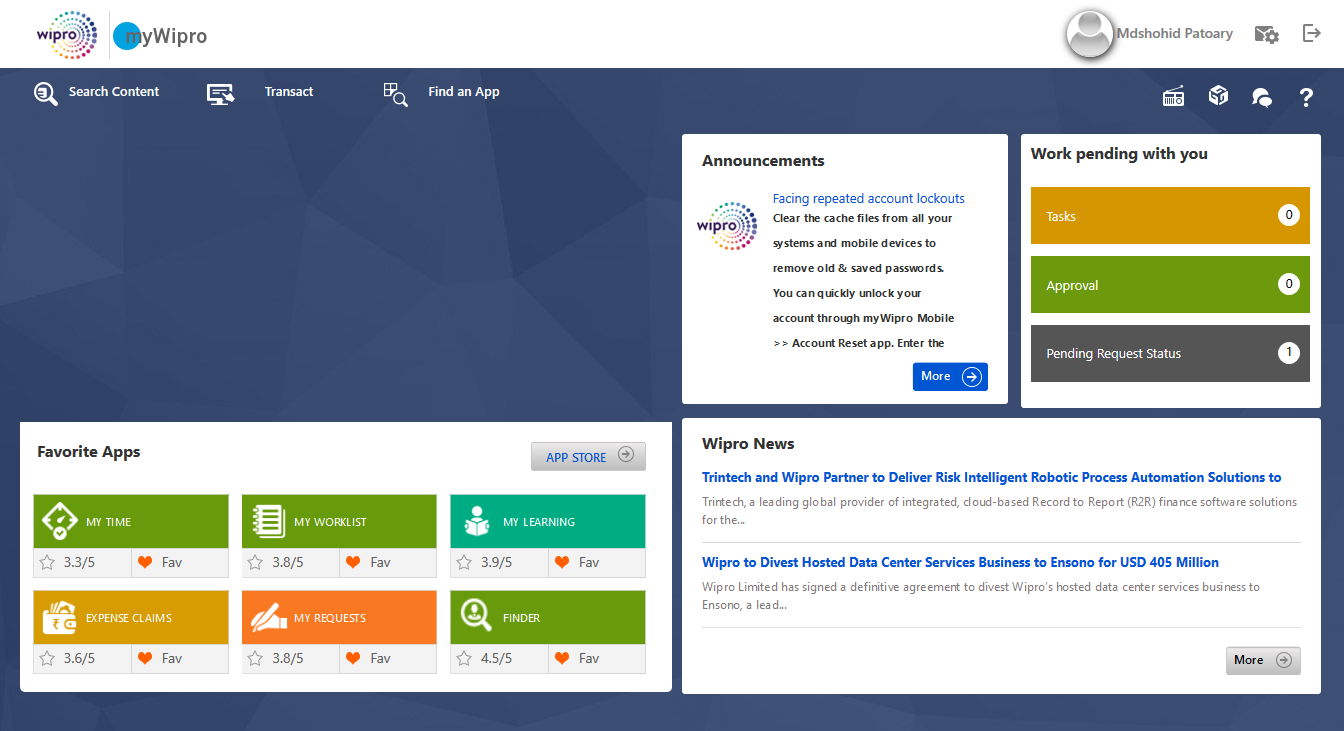 wipro
myWipro
Mdshohid Patoary
Search Content
Transact
Find an App
Announcements
wipro
Facing repeated account lockouts
Clear the cache files from all your
systems and mobile devices to
remove old & saved passwords.
You can quickly unlock your
account through myWipro Mobile
>> Account Reset app. Enter the
More
Work pending with you
Tasks
0
Approval
0
Pending Request Status
1
Favorite Apps
APP STORE
MY TIME
3.3/5
Fav
MY WORKLIST
3.8/5
Fav
MY LEARNING
3.9/5
Fav
EXPENSE CLAIMS
3.6/5
Fav
MY REQUESTS
3.8/5
Fav
FINDER
4.5/5
Fav
Wipro News
Trintech and Wipro Partner to Deliver Risk Intelligent Robotic Process Automation Solutions to
Trintech, a leading global provider of integrated, cloud-based Record to Report (R2R) finance software solutions
for the...
Wipro to Divest Hosted Data Center Services Business to Ensono for USD 405 Million
Wipro Limited has signed a definitive agreement to divest Wipro's hosted data center services business to
Ensono, a lead...
More